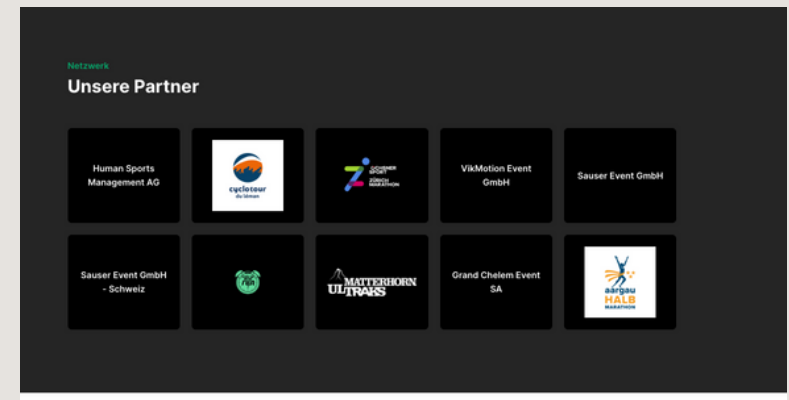 Netzwerk
Unsere Partner
Human Sports
Management AG
cyclotour
du léman
ZÜRICH
MARATHON
VikMotion Event
GmbH
Sauser Event GmbH
Sauser Event GmbH
- Schweiz
MATTERHORN
ULTRAKS
Grand Chelem Event
SA
aargau
HALB
MARATHON